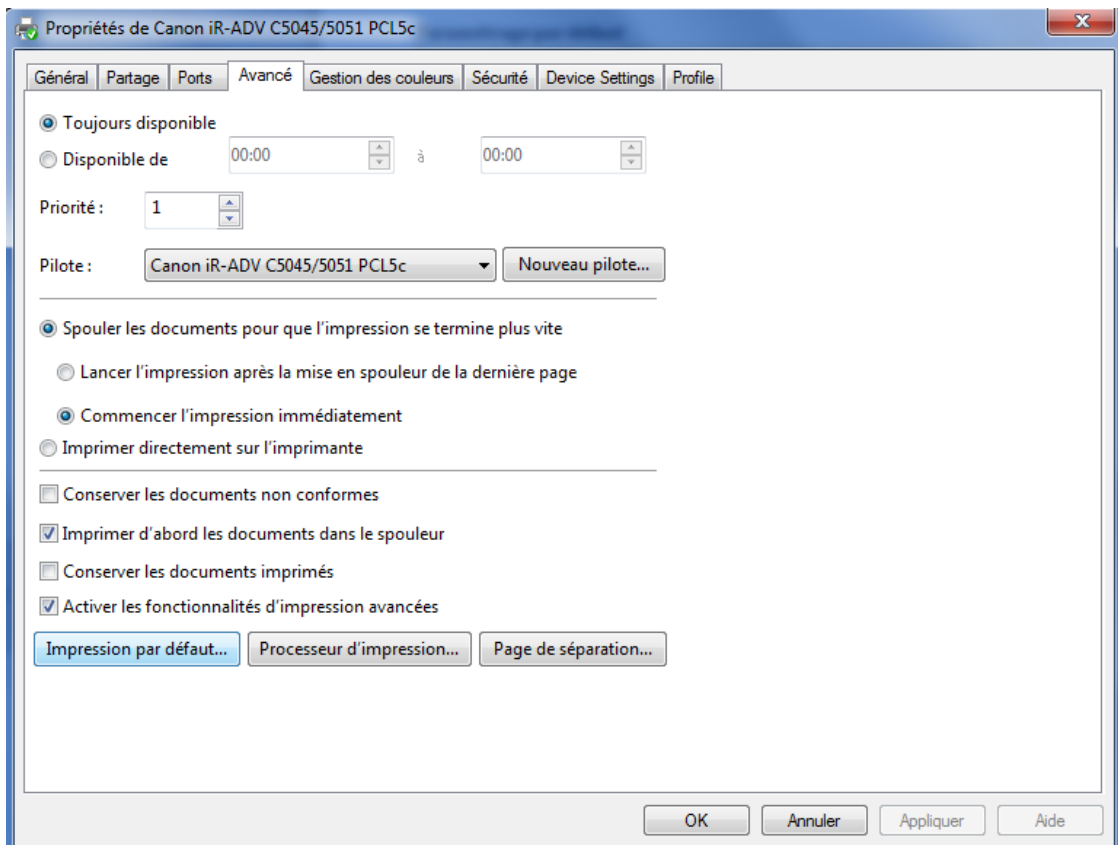 Propriétés de Canon iR-ADV C5045/5051 PCL5c
Général Partage Ports Avancé Gestion des couleurs Sécurité Device Settings Profile
Toujours disponible
Disponible de 00:00 à 00:00
Priorité : 1
Pilote : Canon iR-ADV C5045/5051 PCL5c Nouveau pilote...
Spouler les documents pour que l'impression se termine plus vite
Lancer l'impression après la mise en spouleur de la dernière page
Commencer l'impression immédiatement
Imprimer directement sur l'imprimante
Conserver les documents non conformes
Imprimer d'abord les documents dans le spouleur
Conserver les documents imprimés
Activer les fonctionnalités d'impression avancées
Impression par défaut... Processeur d'impression... Page de séparation...
OK Annuler Appliquer Aide